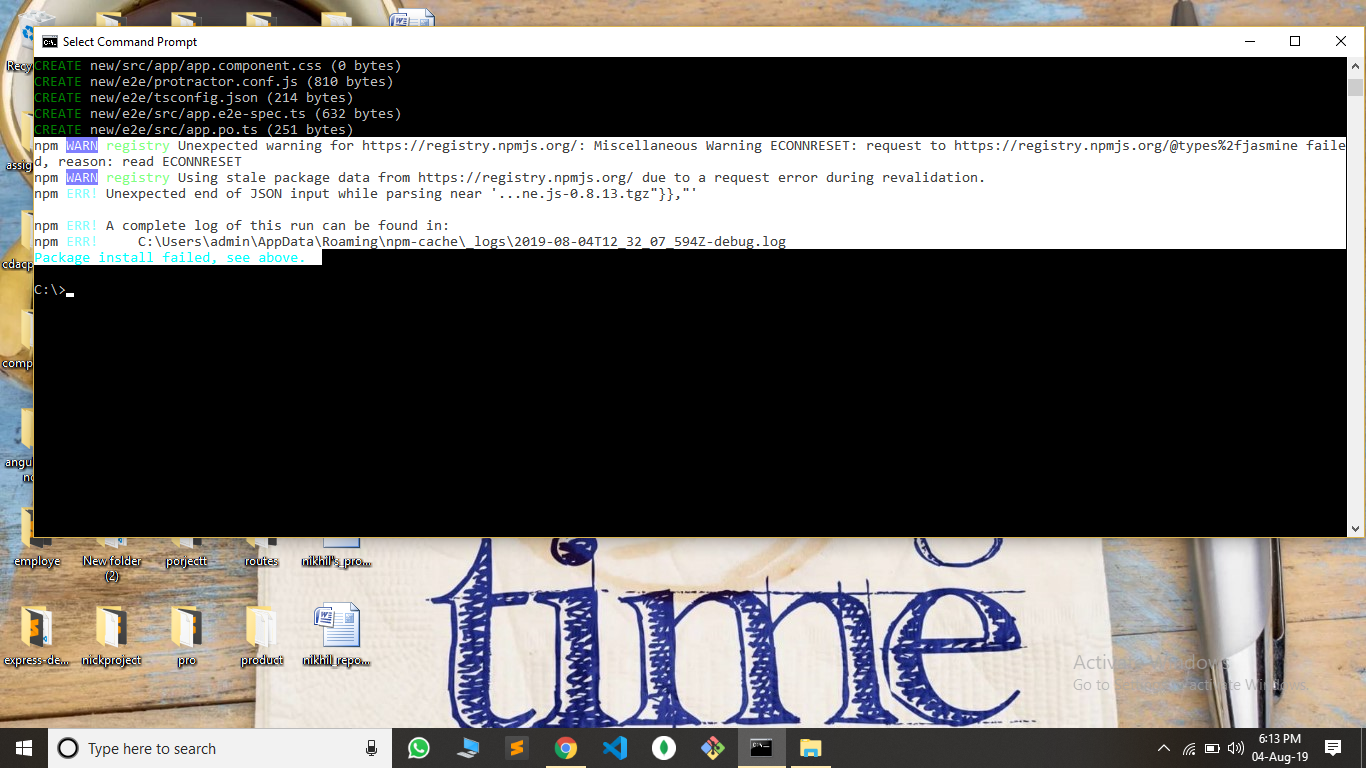 Select Command Prompt
CREATE new/src/app/app.component.css (0 bytes)
CREATE new/e2e/protractor.conf.js (810 bytes)
CREATE new/e2e/tsconfig.json (214 bytes)
CREATE new/e2e/src/app.e2e-spec.ts (632 bytes)
CREATE new/e2e/src/app.po.ts (251 bytes)
npm WARN registry Unexpected warning for https://registry.npmjs.org/: Miscellaneous Warning ECONNRESET: request to https://registry.npmjs.org/@types%2fjasmine faile
d, reason: read ECONNRESET
npm WARN registry Using stale package data from https://registry.npmjs.org/ due to a request error during revalidation.
npm ERR! Unexpected end of JSON input while parsing near '...ne.js-0.8.13.tgz"}},"'
npm ERR! A complete log of this run can be found in:
npm ERR!     C:\Users\admin\AppData\Roaming\npm-cache\_logs\2019-08-04T12_32_07_594Z-debug.log
Package install failed, see above.
C:\>
Recy
assig
cdacp
comp
angu
no
employe
New folder
(2)
porjectt
routes
nikhil's_pro...
express-de...
nickproject
pro
product
nikhil_repo...
time
Activate Windows
Go to Settings to activate Windows.
Type here to search
6:13 PM
04-Aug-19